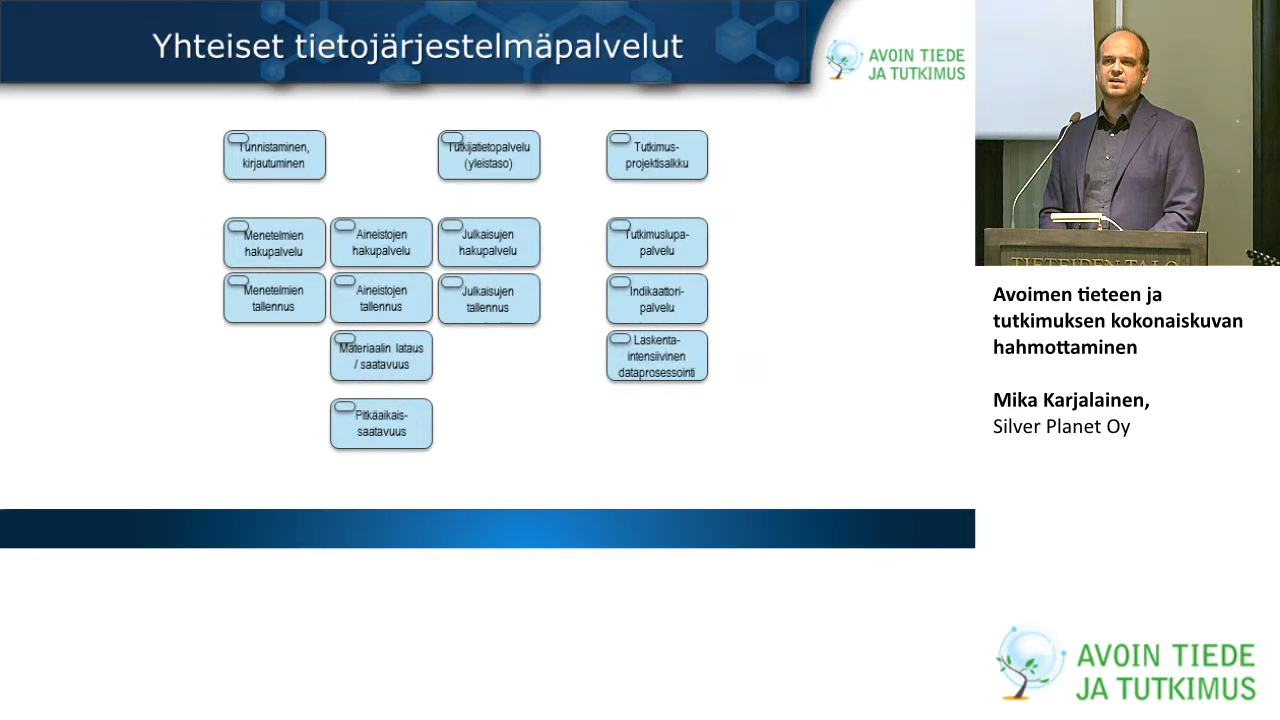 Yhteiset tietojärjestelmäpalvelut
AVOIN TIEDE
JA TUTKIMUS
Tunnistaminen,
kirjautuminen
Tutkijatietopalvelu
(yleistaso)
Tutkimus-
projektisalkku
Menetelmien
hakupalvelu
Aineistojen
hakupalvelu
Julkaisujen
hakupalvelu
Tutkimuslupa-
palvelu
Menetelmien
tallennus
Aineistojen
tallennus
Julkaisujen
tallennus
Indikaattori-
palvelu
Materiaalin lataus
/ saatavuus
Laskenta-
intensiivinen
dataprosessointi
Pitkäaikais-
saatavuus
TIETEIDEN TALO
Avoimen tieteen ja
tutkimuksen kokonaiskuvan
hahmottaminen
Mika Karjalainen,
Silver Planet Oy
AVOIN TIEDE
JA TUTKIMUS